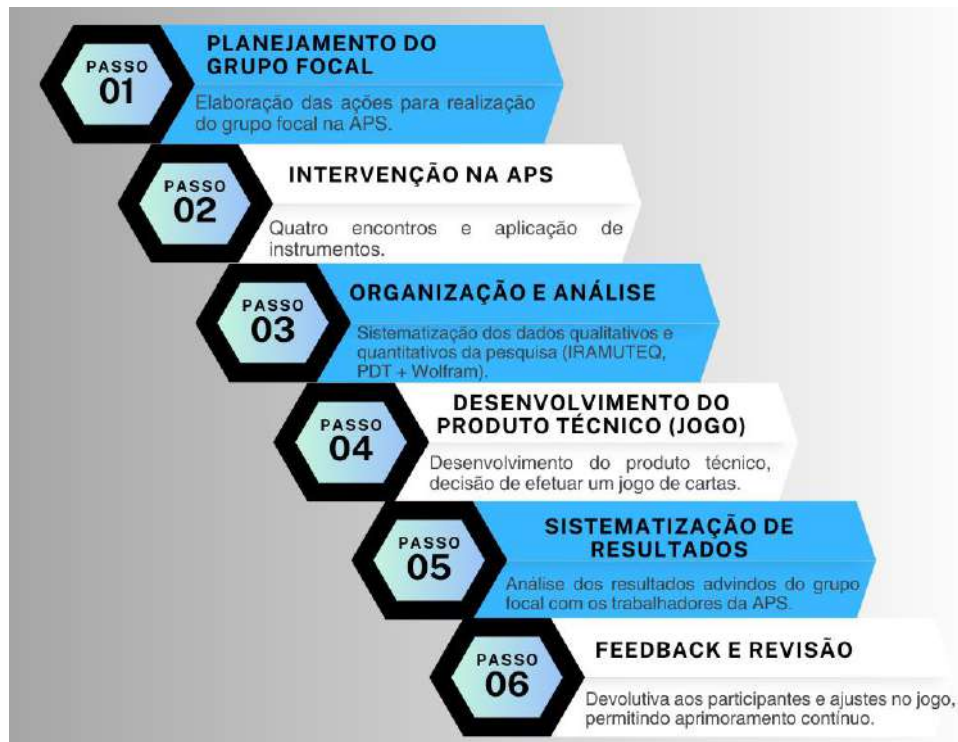 PASSO
01
PLANEJAMENTO DO
GRUPO FOCAL
Elaboração das ações para realização
do grupo focal na APS.
PASSO
02
INTERVENÇÃO NA APS
Quatro encontros e aplicação de
instrumentos.
PASSO
03
ORGANIZAÇÃO E ANÁLISE
Sistematização dos dados qualitativos e
quantitativos da pesquisa (IRAMUTEQ,
PDT + Wolfram).
PASSO
04
DESENVOLVIMENTO DO
PRODUTO TÉCNICO (JOGO)
Desenvolvimento do produto técnico,
decisão de efetuar um jogo de cartas.
PASSO
05
SISTEMATIZAÇÃO DE
RESULTADOS
Análise dos resultados advindos do grupo
focal com os trabalhadores da APS.
PASSO
06
FEEDBACK E REVISÃO
Devolutiva aos participantes e ajustes no jogo,
permitindo aprimoramento contínuo.